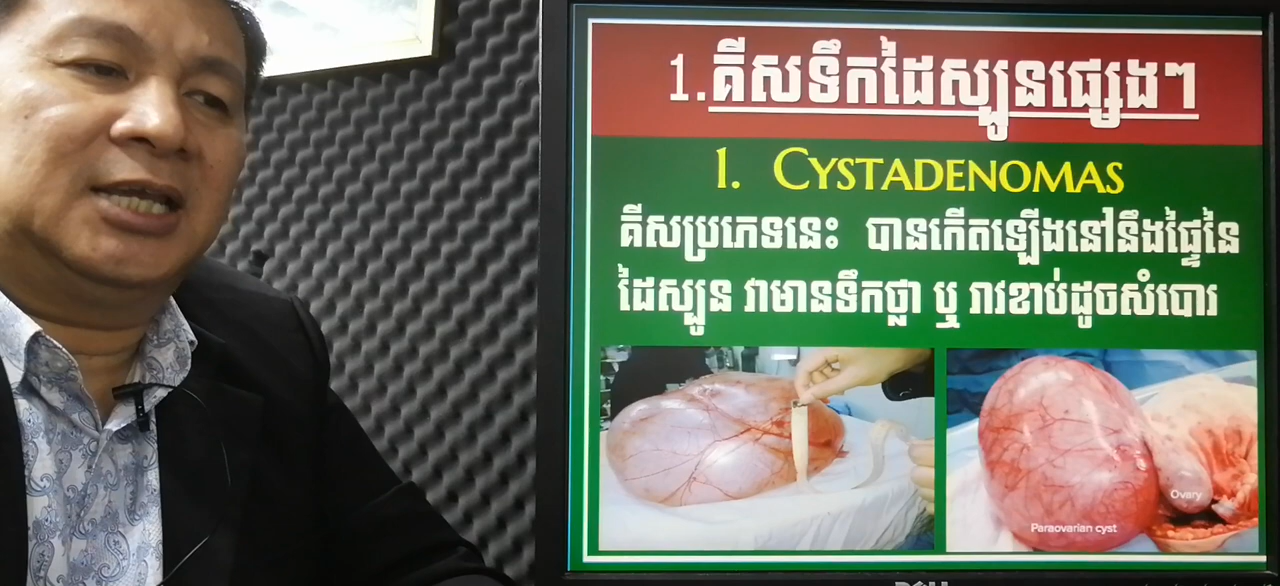 1.គីសទឹកដៃស្បូនផ្សេងៗ
1. CYSTADENOMAS
គីសប្រភេទនេះ បានកើតឡើងនៅនឹងផ្ទៃនៃ
ដៃស្បូន វាមានទឹកថ្លា ឬ រាវខាប់ដូចសំបោរ
Ovary
Paraovarian cyst